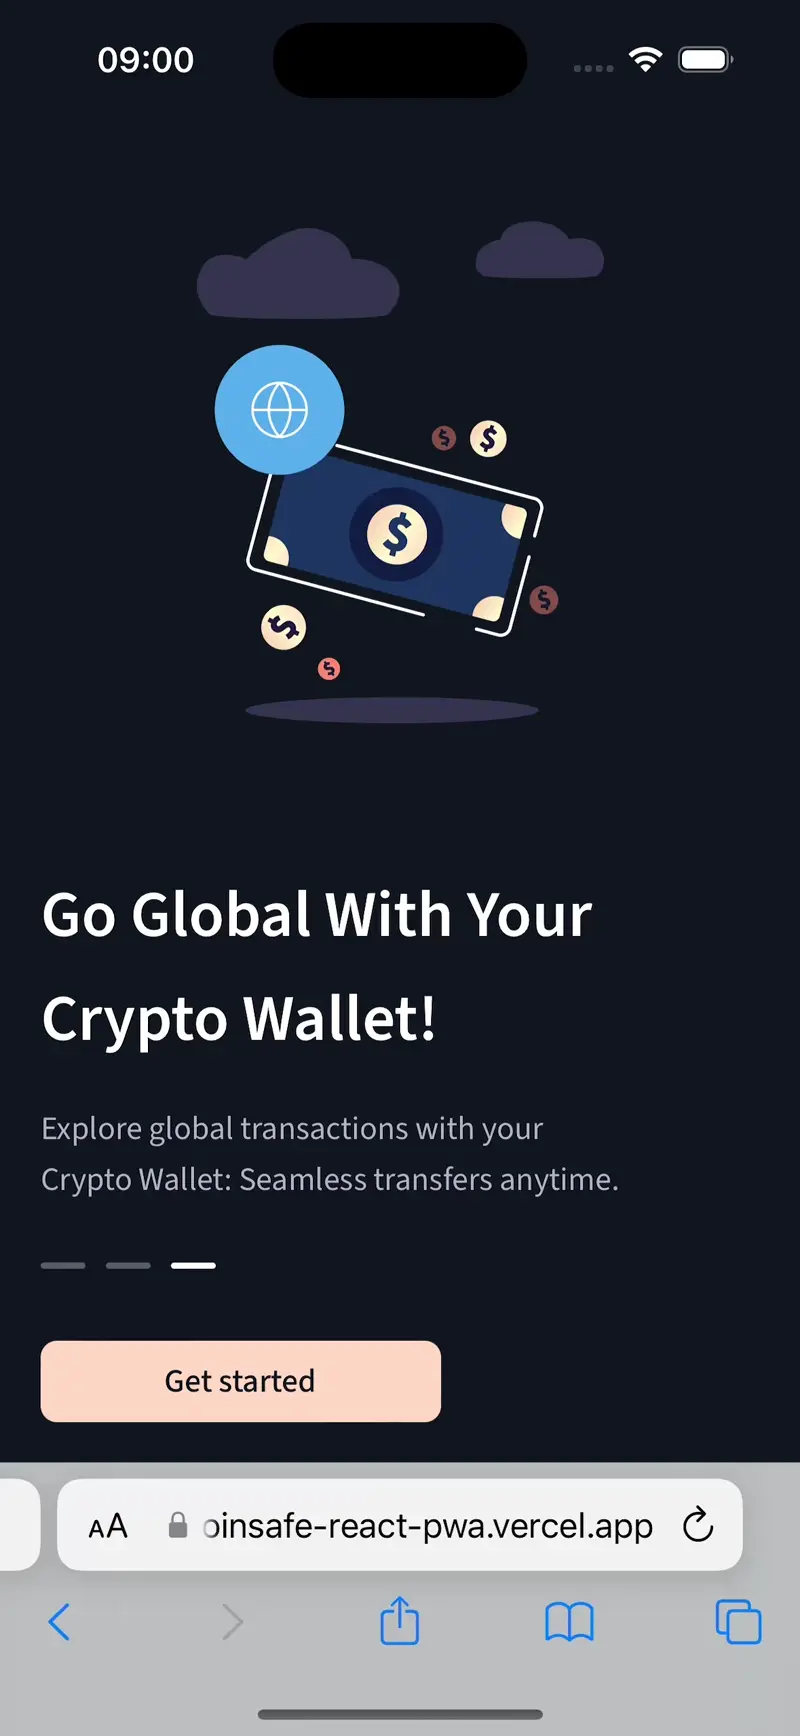 09:00
$ $
$
$
$
$
Go Global With Your
Crypto Wallet!
Explore global transactions with your
Crypto Wallet: Seamless transfers anytime.
Get started
AA oinsafe-react-pwa.vercel.app